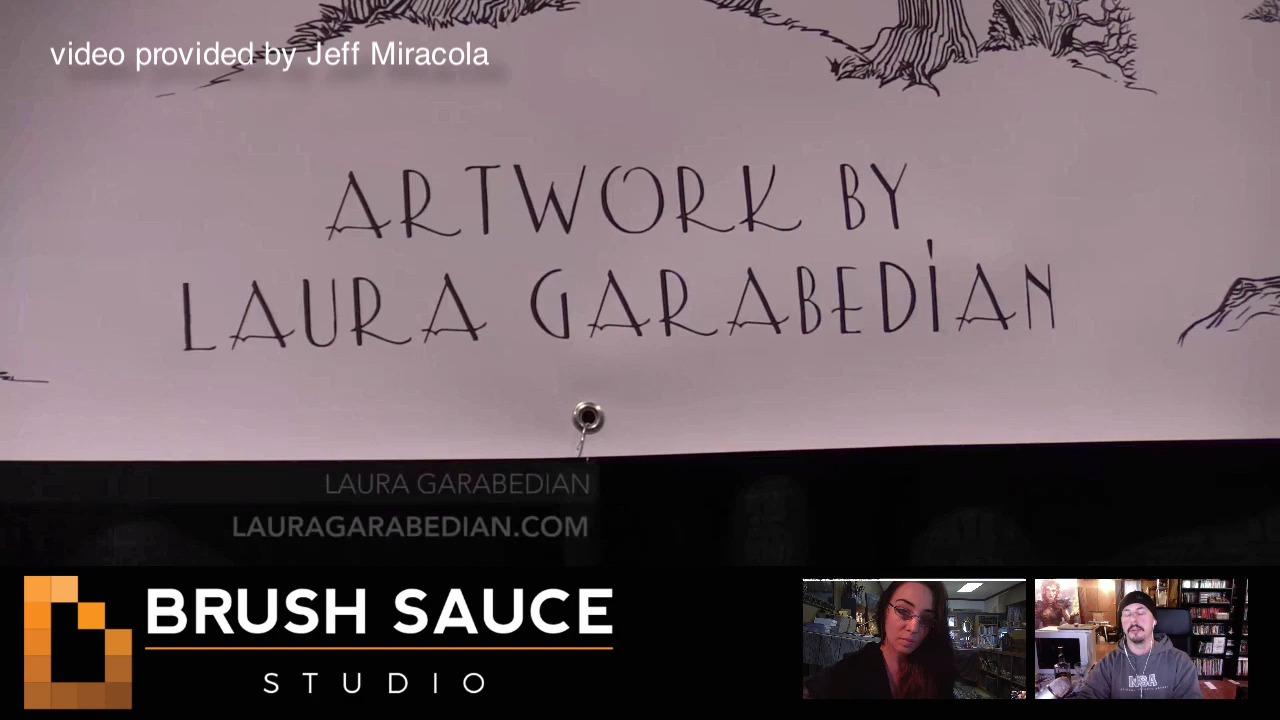 video provided by Jeff Miracola
ARTWORK BY
LAURA GARABEDiAN
LAURA GARABEDIAN
LAURAGARABEDIAN.COM
BRUSH SAUCE
STUDIO